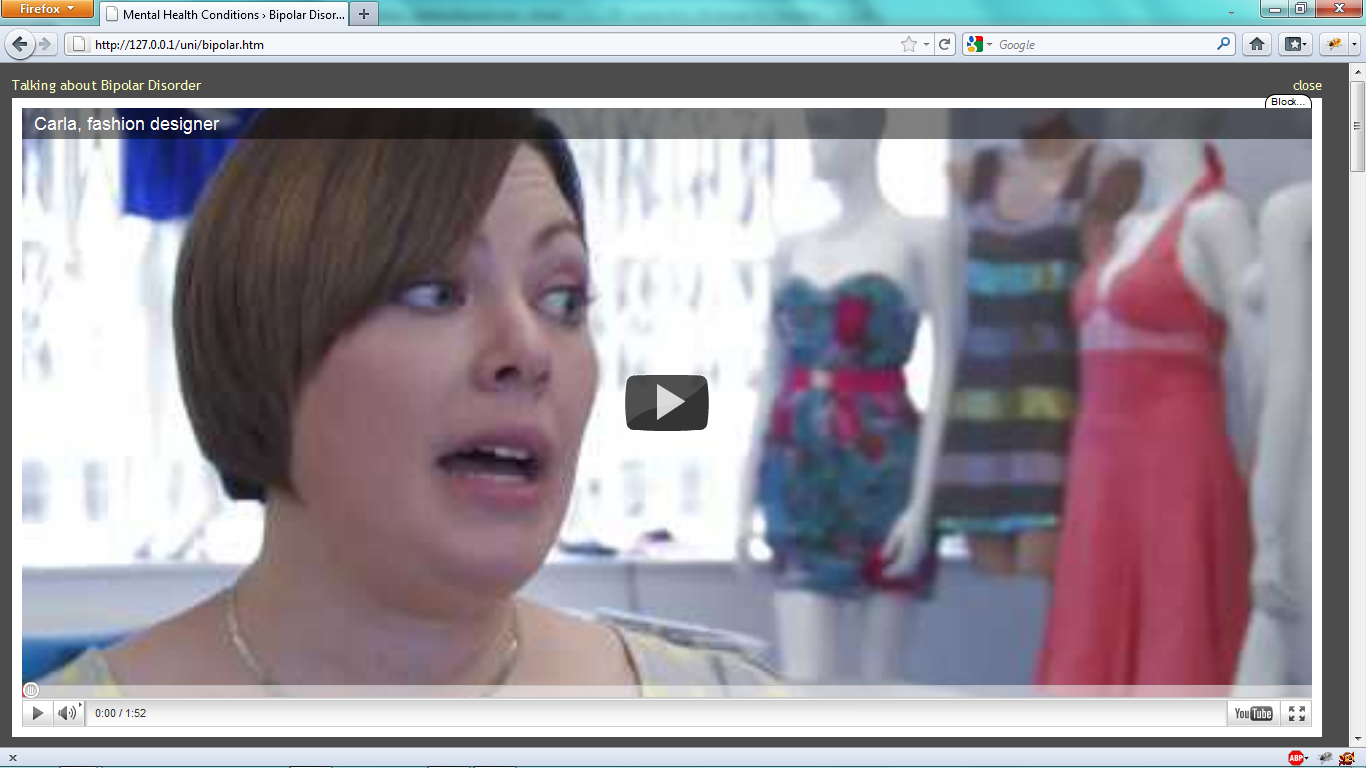 Firefox
Mental Health Conditions › Bipolar Disor...
http://127.0.0.1/uni/bipolar.htm
Google
Talking about Bipolar Disorder
close
Block...
Carla, fashion designer
0:00 / 1:52
YouTube
ABP